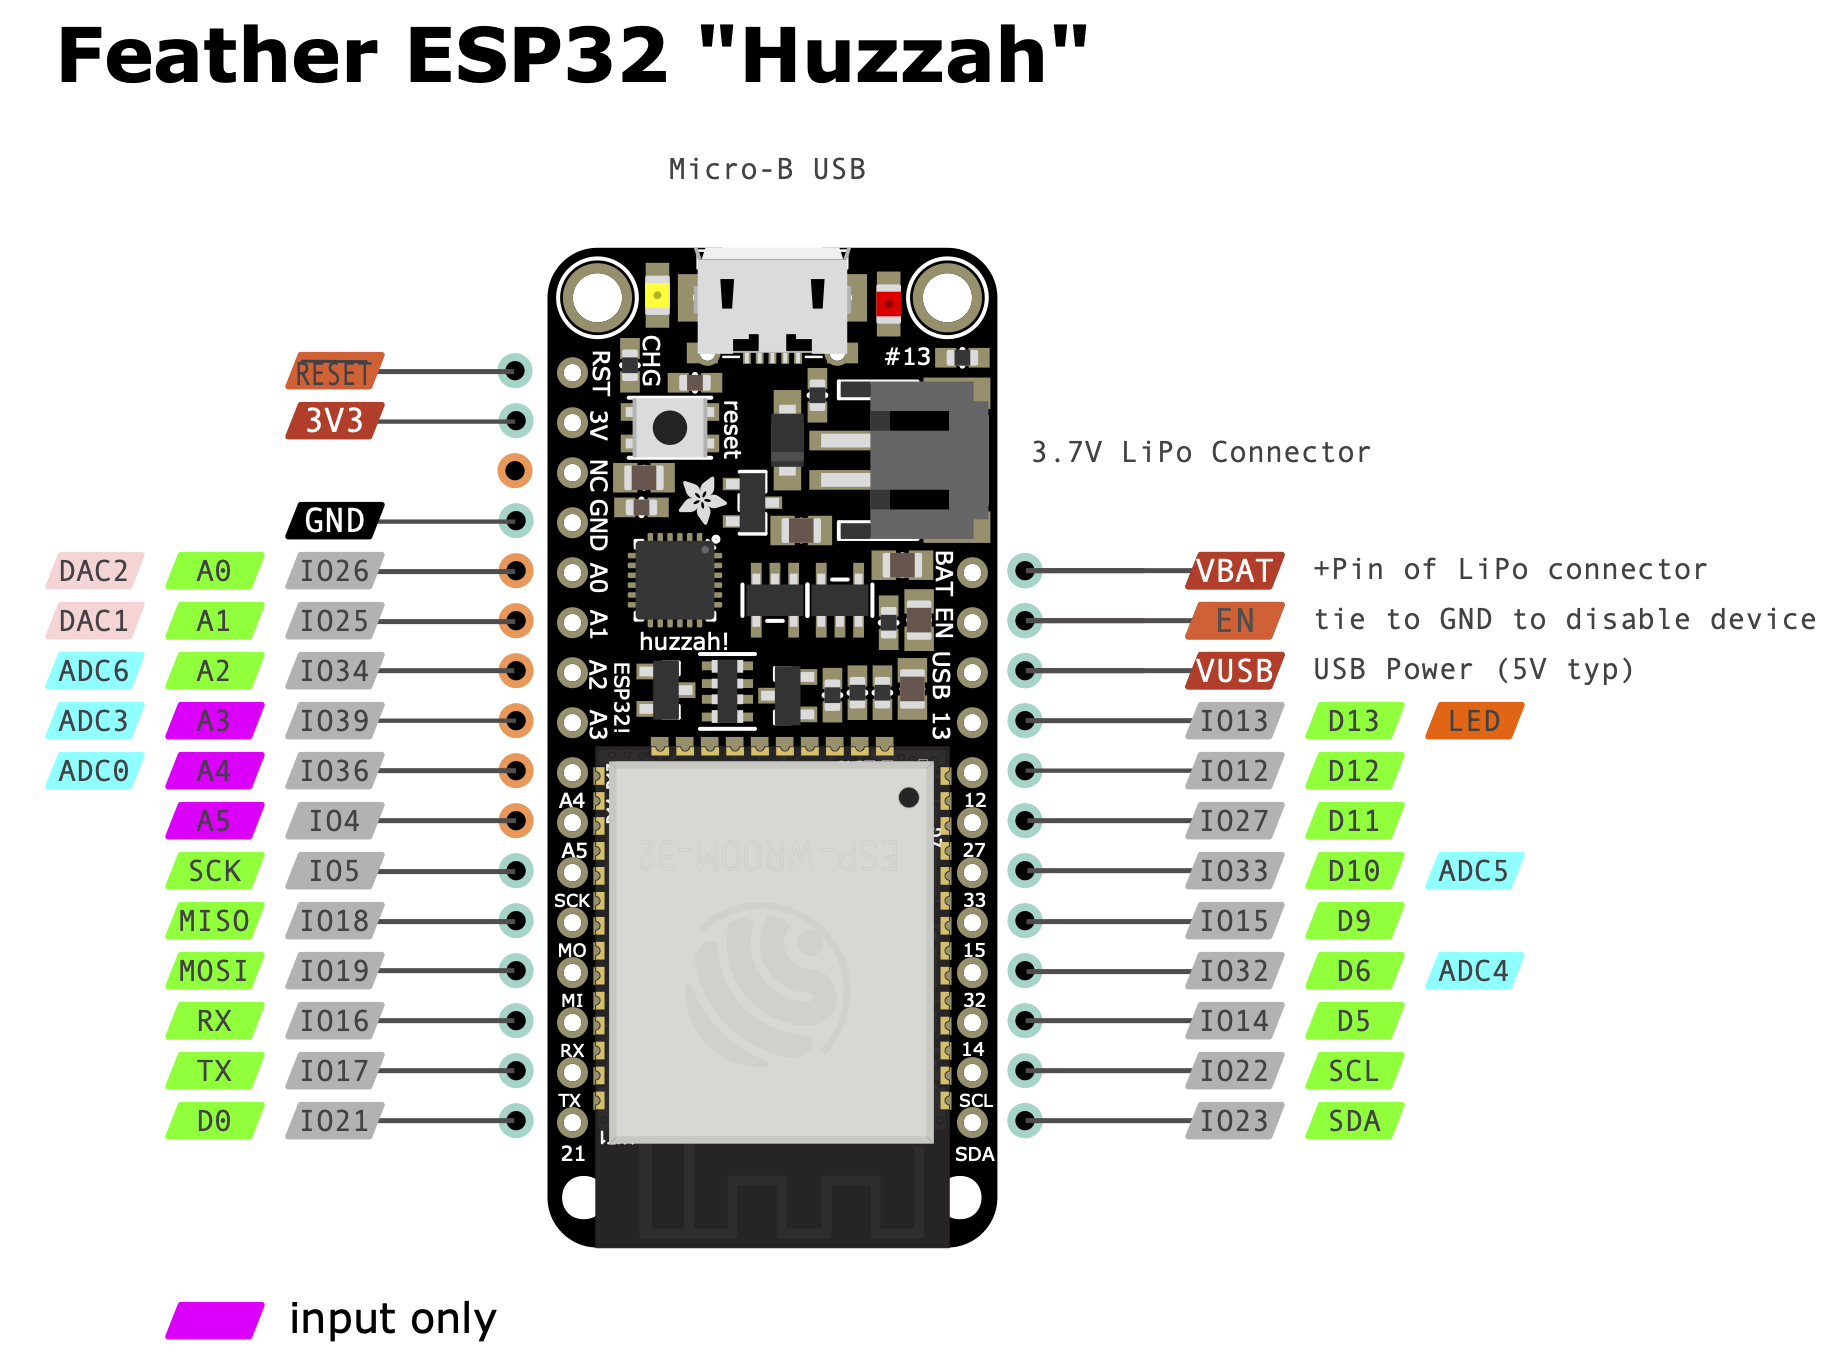 Feather ESP32 "Huzzah"
Micro-B USB
RESET
3V3
GND
DAC2 A0 IO26
DAC1 A1 IO25
ADC6 A2 IO34
ADC3 A3 IO39
ADC0 A4 IO36
A5 IO4
SCK IO5
MISO IO18
MOSI IO19
RX IO16
TX IO17
D0 IO21
RST
3V
NC
GND
A0
A1
A2
A3
A4
A5
SCK
MO
MI
RX
TX
21
CHG
reset
#13
huzzah!
ESP32!
ESP-WROOM-32
BAT
EN
USB
13
12
27
33
15
32
14
SCL
SDA
3.7V LiPo Connector
VBAT +Pin of LiPo connector
EN tie to GND to disable device
VUSB USB Power (5V typ)
IO13 D13 LED
IO12 D12
IO27 D11
IO33 D10 ADC5
IO15 D9
IO32 D6 ADC4
IO14 D5
IO22 SCL
IO23 SDA
input only